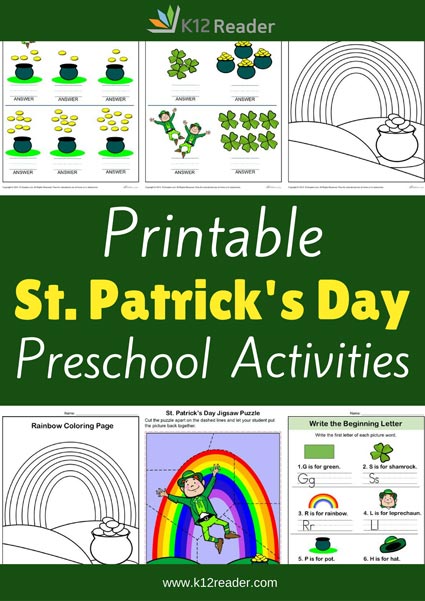 K12 Reader
ANSWER ANSWER ANSWER
ANSWER ANSWER
ANSWER ANSWER ANSWER
ANSWER ANSWER
Printable
St. Patrick's Day
Preschool Activities
Name
Rainbow Coloring Page
St. Patrick's Day Jigsaw Puzzle
Cut the puzzle apart on the dashed lines and let your student put
the picture back together.
Name
Write the Beginning Letter
Write the first letter of each picture word.
1.G is for green. 2. S is for shamrock.
Gg Ss
3. R is for rainbow. 4. L is for leprechaun.
Rr Ll
5. P is for pot. 6. H is for hat.
www.k12reader.com